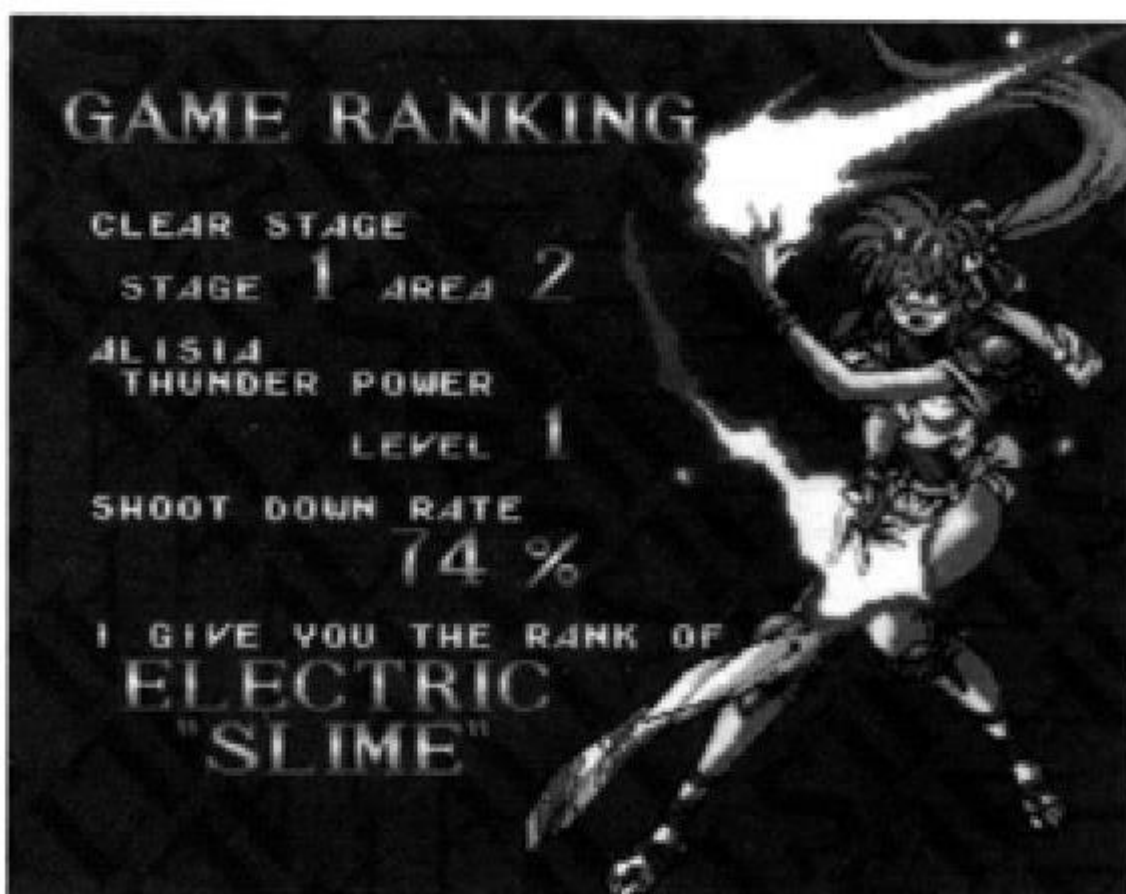 GAME RANKING
CLEAR STAGE
STAGE 1 AREA 2
ALISIA
THUNDER POWER
LEVEL 1
SHOOT DOWN RATE
74 %
I GIVE YOU THE RANK OF
ELECTRIC
"SLIME"